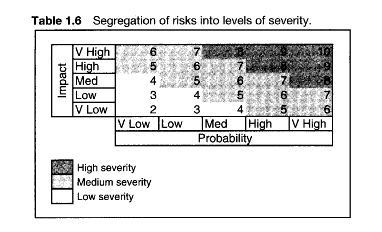 Table 1.6 Segregation of risks into levels of severity.
Impact
V High 6 7 8 9 10
High 5 6 7 8 9
Med 4 5 6 7 8
Low 3 4 5 6 7
V Low 2 3 4 5 6
V Low Low Med High V High
Probability
High severity
Medium severity
Low severity